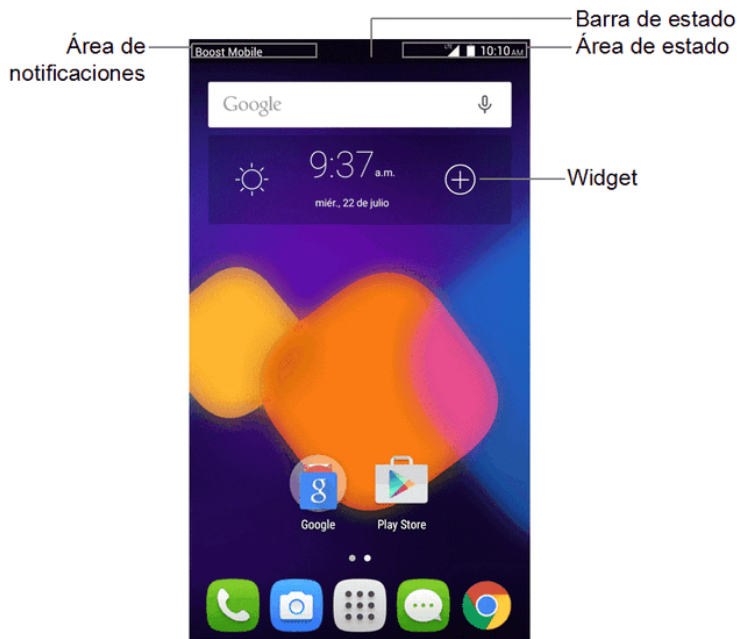 Barra de estado
Área de notificaciones
Boost Mobile
LTE
10:10 AM
Área de estado
Google
9:37 a.m.
miér., 22 de julio
Widget
g
Google
Play Store